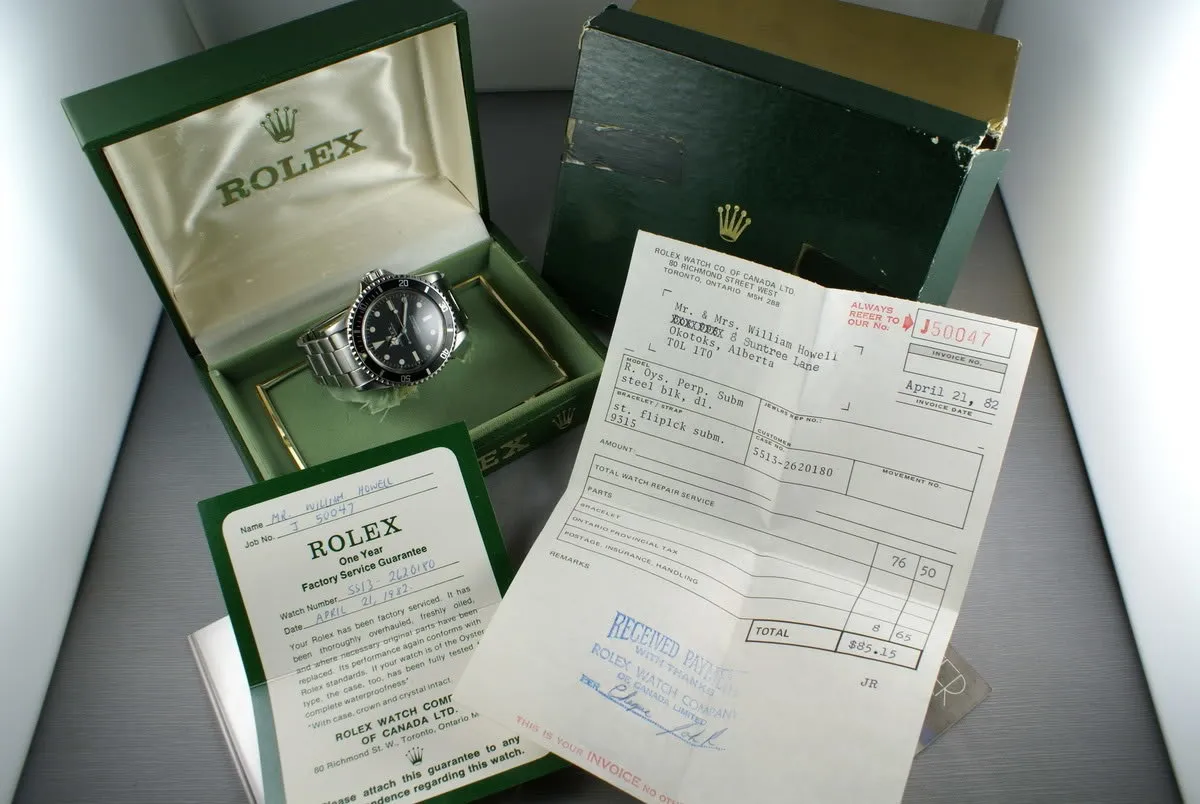 ROLEX
20
ROLEX WATCH CO. OF CANADA LTD.
80 RICHMOND STREET WEST
TORONTO, ONTARIO M5H 2B8
Mr. & Mrs. William Howell
8 Suntree Lane
Okotoks, Alberta
T0L 1T0
ALWAYS
REFER TO
OUR No.
J50047
INVOICE NO.
April 21, 82
INVOICE DATE
MODEL
R. Oys. Perp. Subm
steel blk, dl.
BRACELET / STRAP
st. fliplck subm.
9315
JEWLRS REP NO.:
CUSTOMER
CASE NO.
5513-2620180
MOVEMENT NO.
AMOUNT
TOTAL WATCH REPAIR SERVICE
PARTS
BRACELET
ONTARIO PROVINCIAL TAX
POSTAGE, INSURANCE, HANDLING
REMARKS
76 50
8 65
TOTAL $85.15
JR
RECEIVED
WITH THANKS
ROLEX WATCH COMPANY
OF CANADA LIMITED
PER
THIS IS YOUR INVOICE NO
EX
Name MR. WILLIAM HOWELL
Job No. J 50047
ROLEX
One Year
Factory Service Guarantee
Watch Number 5513- 2620180
Date APRIL 21, 1982
Your Rolex has been factory serviced. It has
been thoroughly overhauled, freshly oiled,
and where necessary original parts have been
replaced. Its performance again conforms with
Rolex standards. If your watch is of the Oyster
type, the case, too, has been fully tested
complete waterproofness*
*With case, crown and crystal intact.
ROLEX WATCH
OF CANADA LTD.
80 Richmond St. W., Toronto, Ontario
Please attach this guarantee to any
regarding this watch.